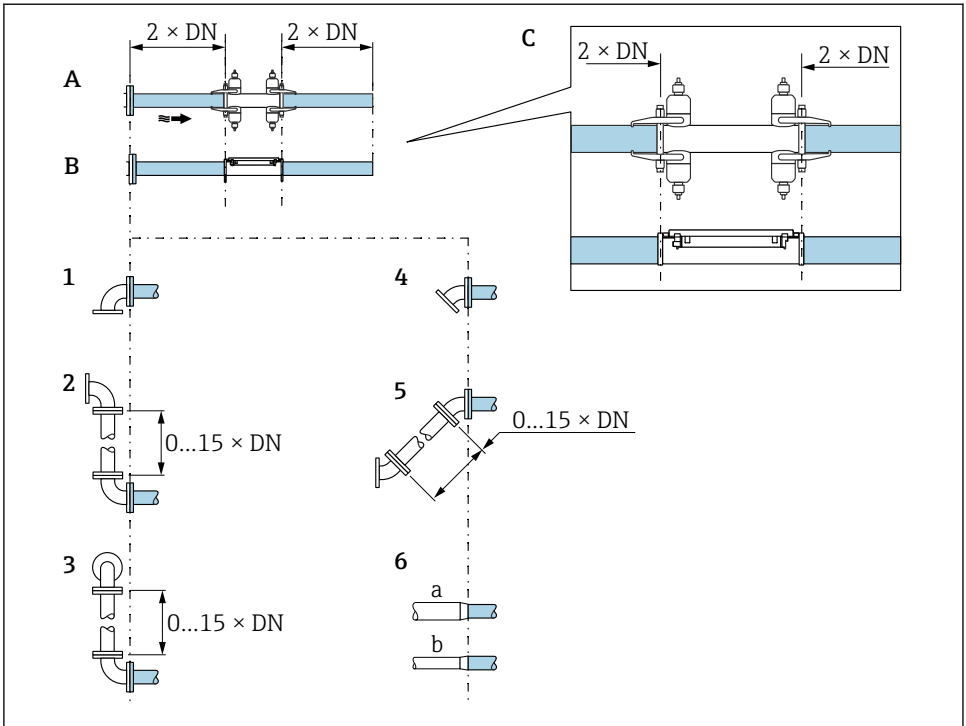 2 × DN
2 × DN
C
2 × DN
2 × DN
A
B
1
4
2
5
0...15 × DN
0...15 × DN
3
6
a
0...15 × DN
b